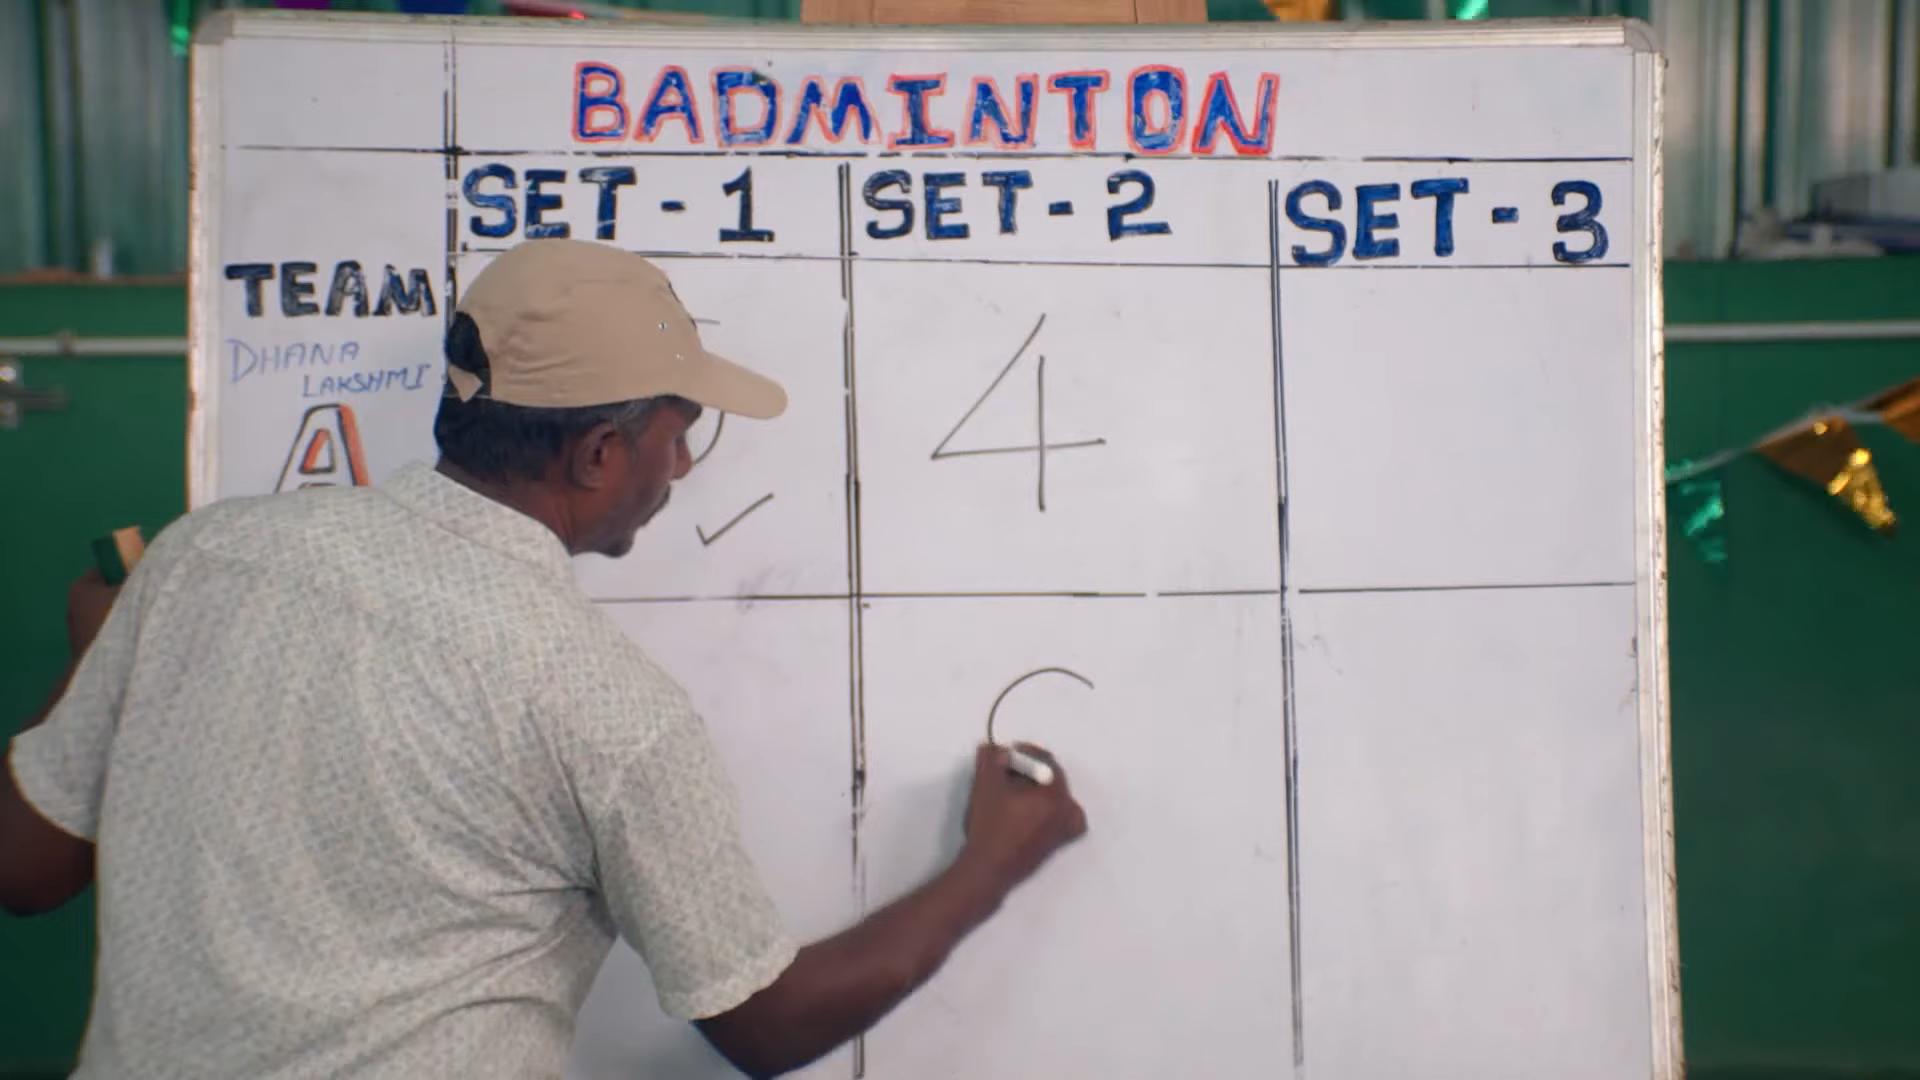 BADMINTON
SET - 1 SET - 2 SET - 3
TEAM
DHANA
LAKSHMI
A
4